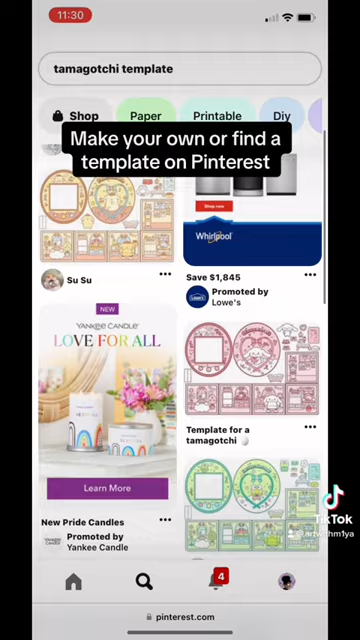 11:30
tamagotchi template
Shop
Paper
Printable
Diy
Make your own or find a
template on Pinterest
Shop now
Whirlpool
Su Su
Save $1,845
Promoted by
Lowe's
NEW
YANKEE CANDLE
LOVE FOR ALL
Learn More
Template for a
tamagotchi 🥚
New Pride Candles
Promoted by
Yankee Candle
TikTok
4
pinterest.com